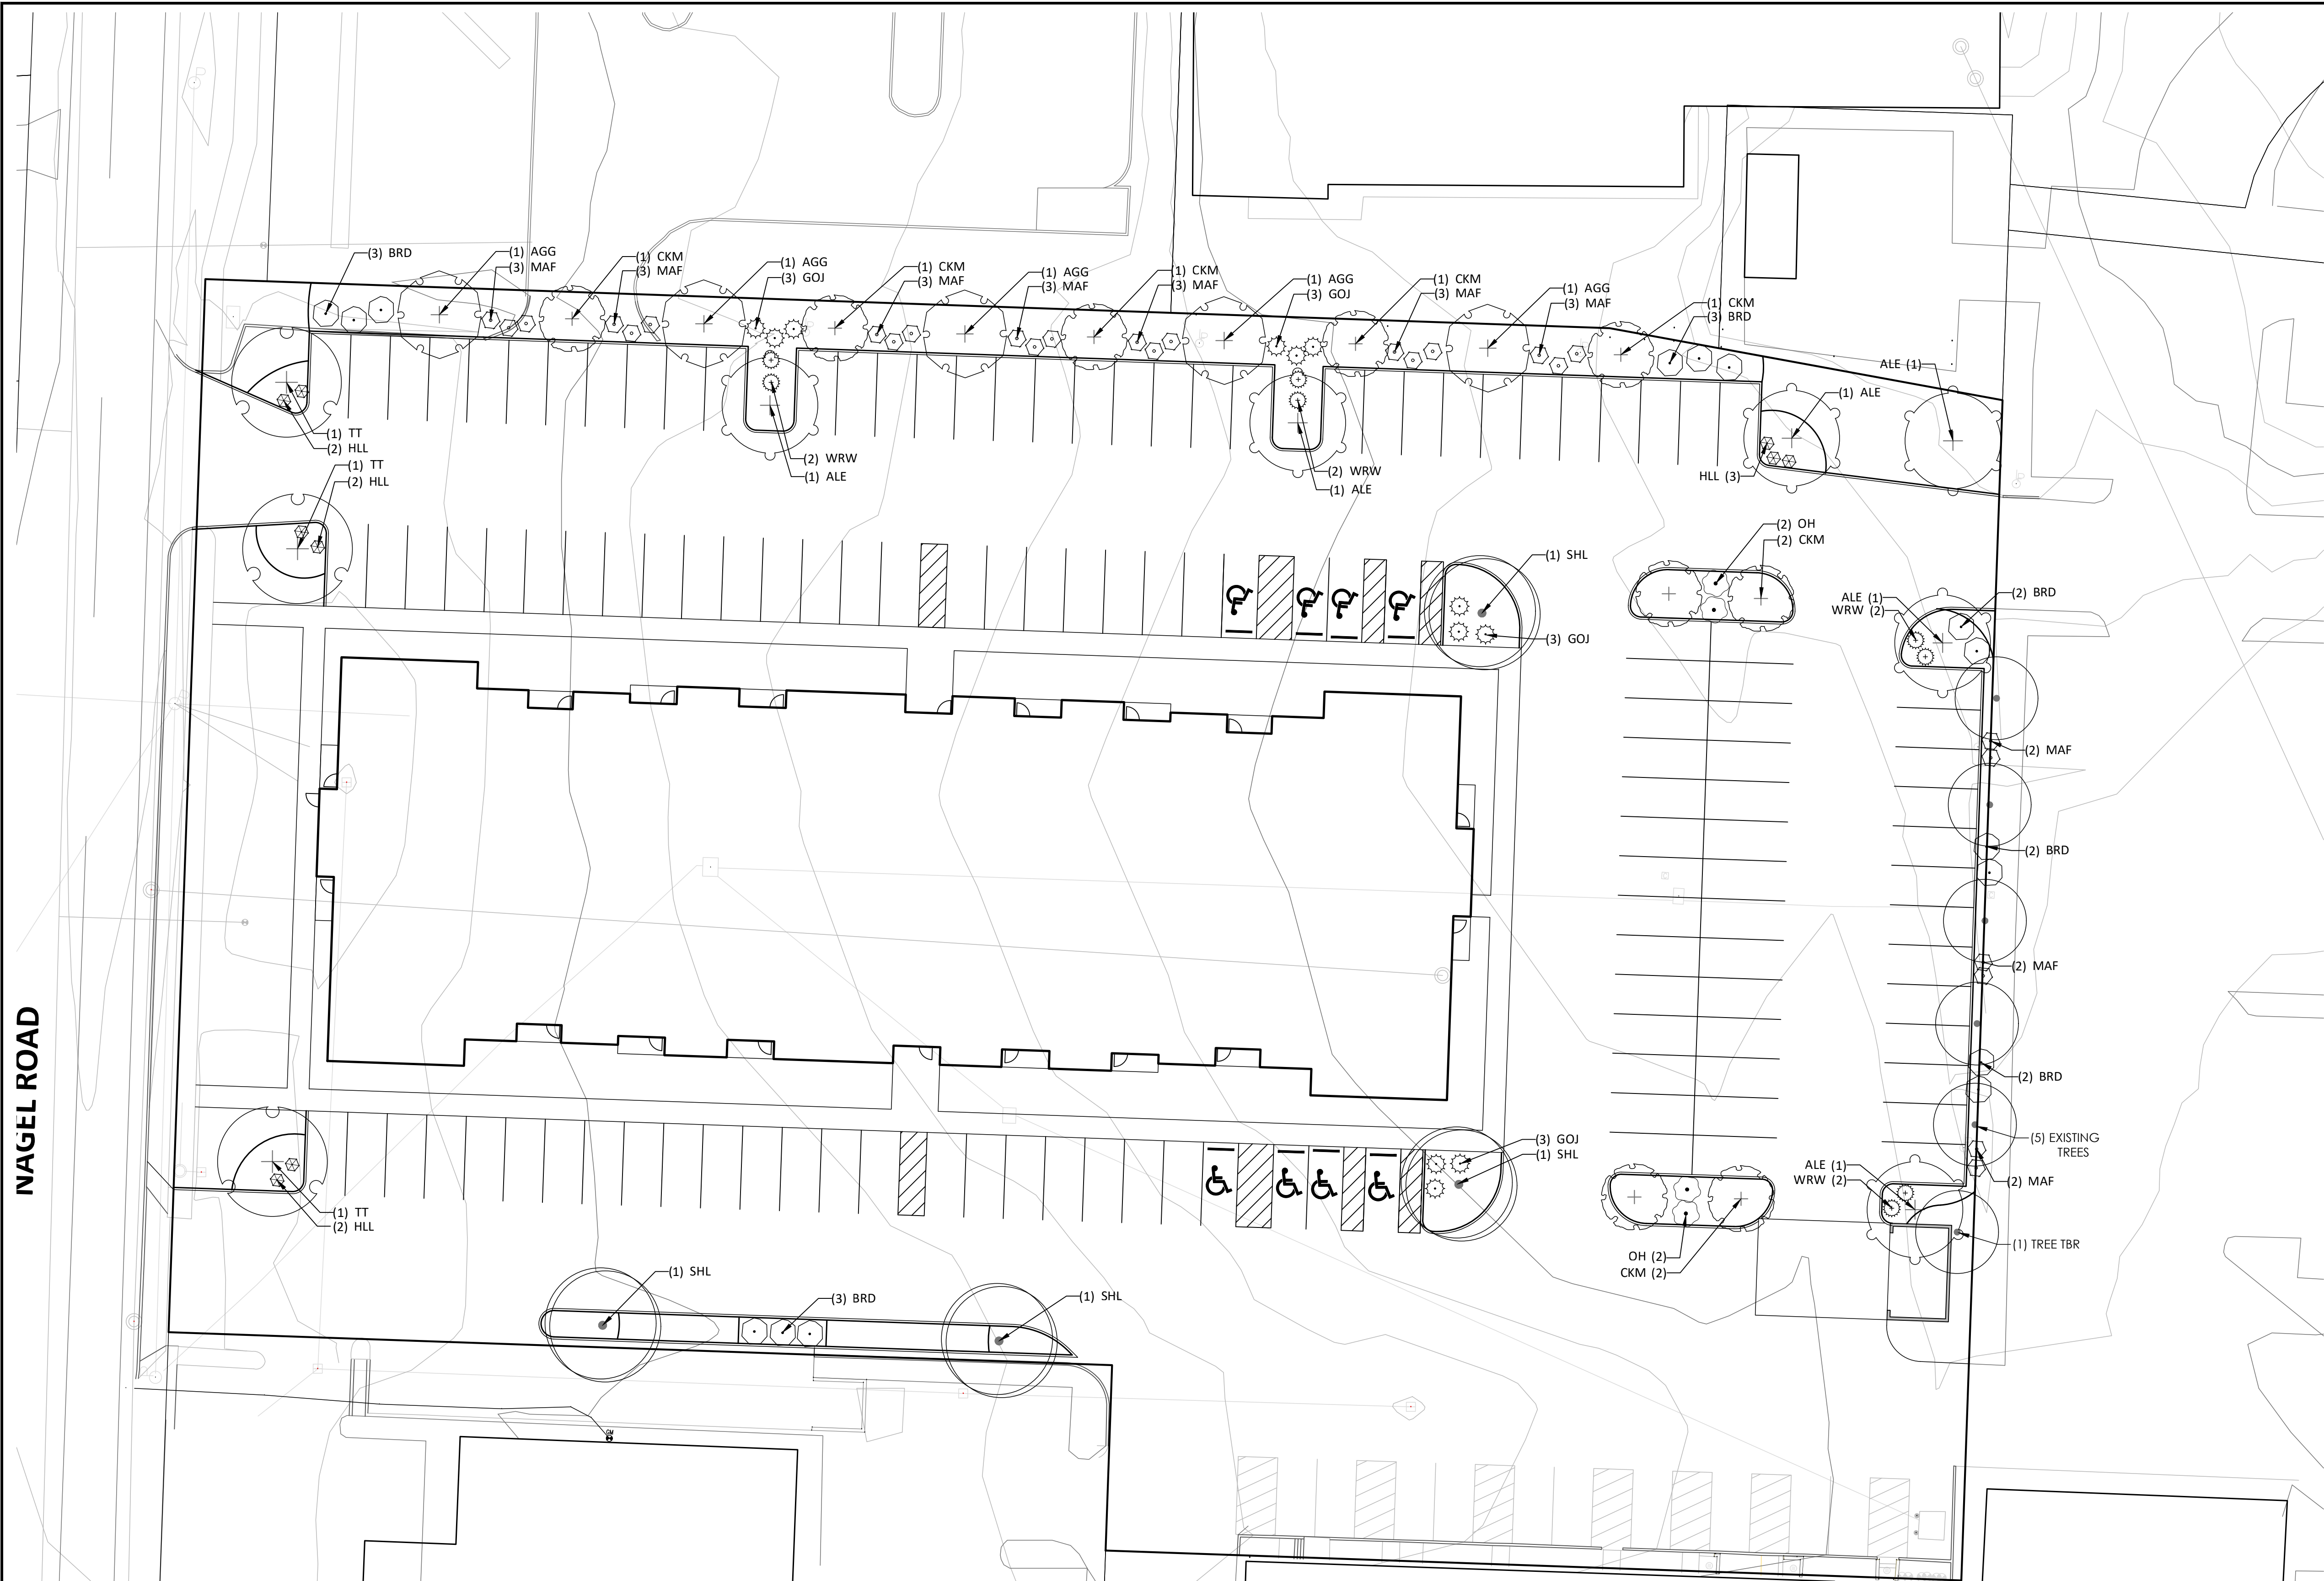 (3) BRD
(1) AGG
(3) MAF
(1) CKM
(3) MAF
(1) AGG
(3) GOJ
(1) CKM
(3) MAF
(1) AGG
(3) MAF
(1) CKM
(3) MAF
(1) AGG
(3) GOJ
(1) CKM
(3) MAF
(1) AGG
(3) MAF
(1) CKM
(3) BRD
ALE (1)
(1) ALE
(1) TT
(2) HLL
(1) TT
(2) HLL
(2) WRW
(1) ALE
(2) WRW
(1) ALE
HLL (3)
(2) OH
(2) CKM
(1) SHL
(3) GOJ
ALE (1)
WRW (2)
(2) BRD
(2) MAF
(2) BRD
(2) MAF
(2) BRD
NAGEL ROAD
(3) GOJ
(1) SHL
(5) EXISTING
TREES
ALE (1)
WRW (2)
(2) MAF
(1) TT
(2) HLL
(1) TREE TBR
OH (2)
CKM (2)
(1) SHL
(3) BRD
(1) SHL
GM